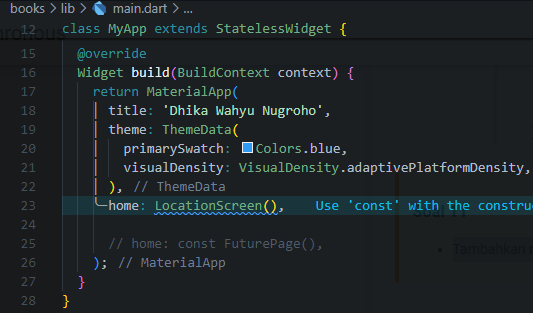 books > lib > main.dart > ...
12 class MyApp extends StatelessWidget {
15 @override
16 Widget build(BuildContext context) {
17 return MaterialApp(
18 title: 'Dhika Wahyu Nugroho',
19 theme: ThemeData(
20 primarySwatch: Colors.blue,
21 visualDensity: VisualDensity.adaptivePlatformDensity,
22 ), // ThemeData
23 home: LocationScreen(), Use 'const' with the constru
24
25 // home: const FuturePage(),
26 ); // MaterialApp
27 }
28 }
Tambahkan